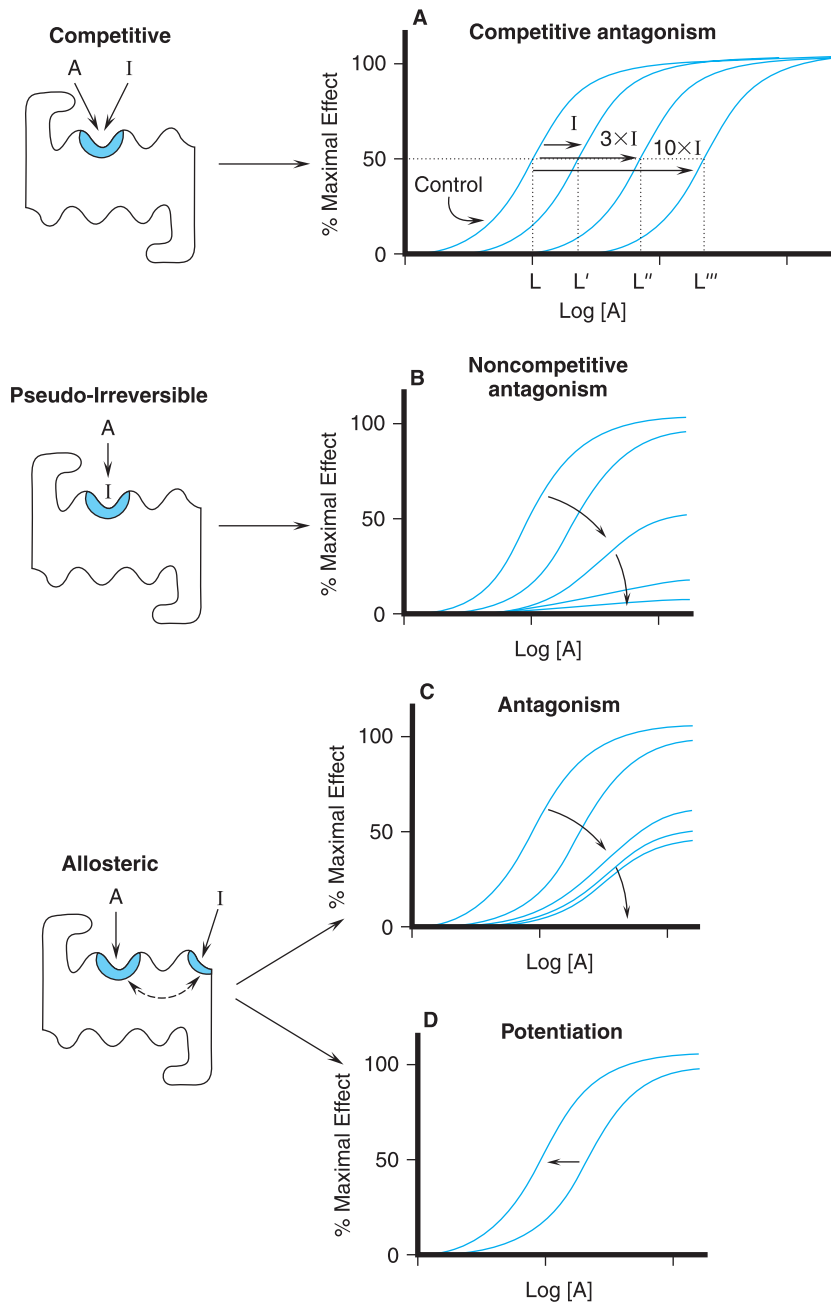 Competitive
A I
A
Competitive antagonism
% Maximal Effect
100
50
0
I
3×I
10×I
Control
L L′ L″ L‴
Log [A]
Pseudo-Irreversible
A
I
B
Noncompetitive
antagonism
% Maximal Effect
100
50
0
Log [A]
Allosteric
A
I
C
Antagonism
% Maximal Effect
100
50
0
Log [A]
D
Potentiation
% Maximal Effect
100
50
0
Log [A]